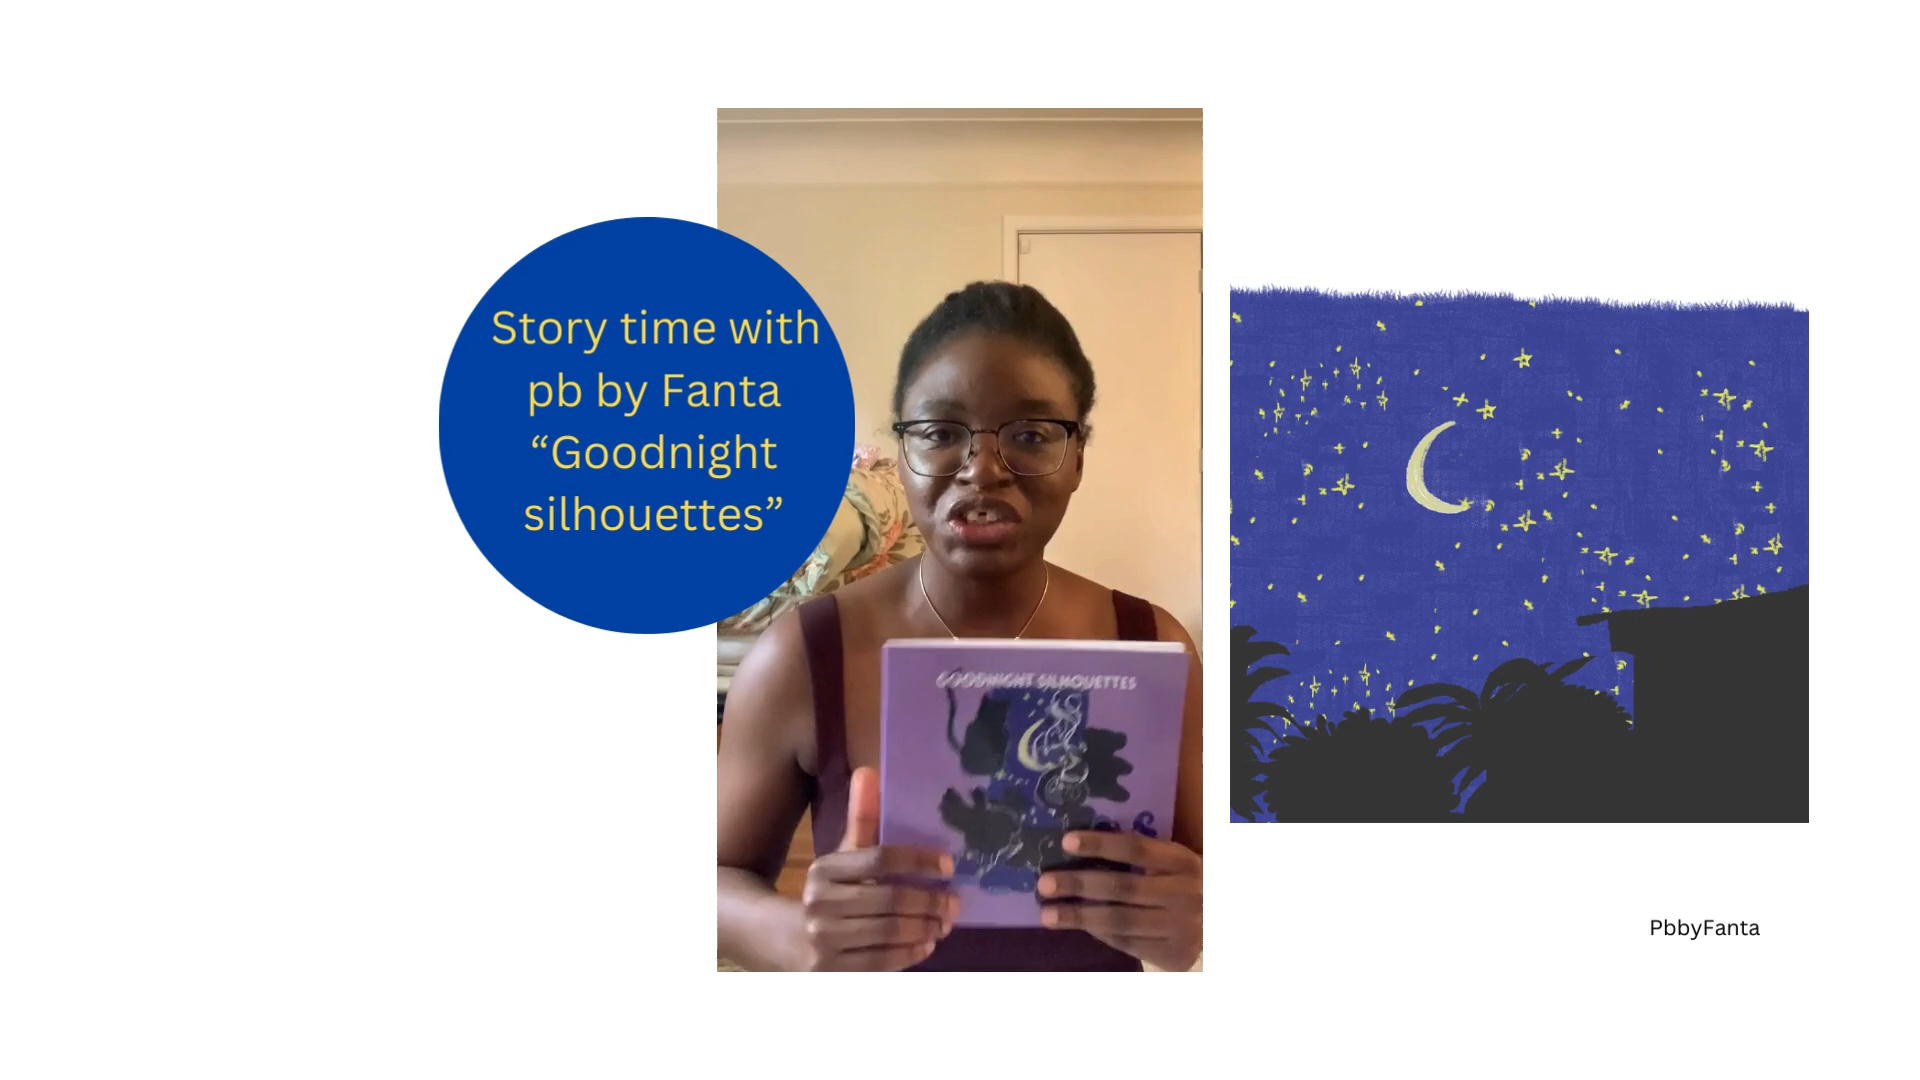 Story time with
pb by Fanta
“Goodnight
silhouettes”
GOODNIGHT SILHOUETTES
PbbyFanta